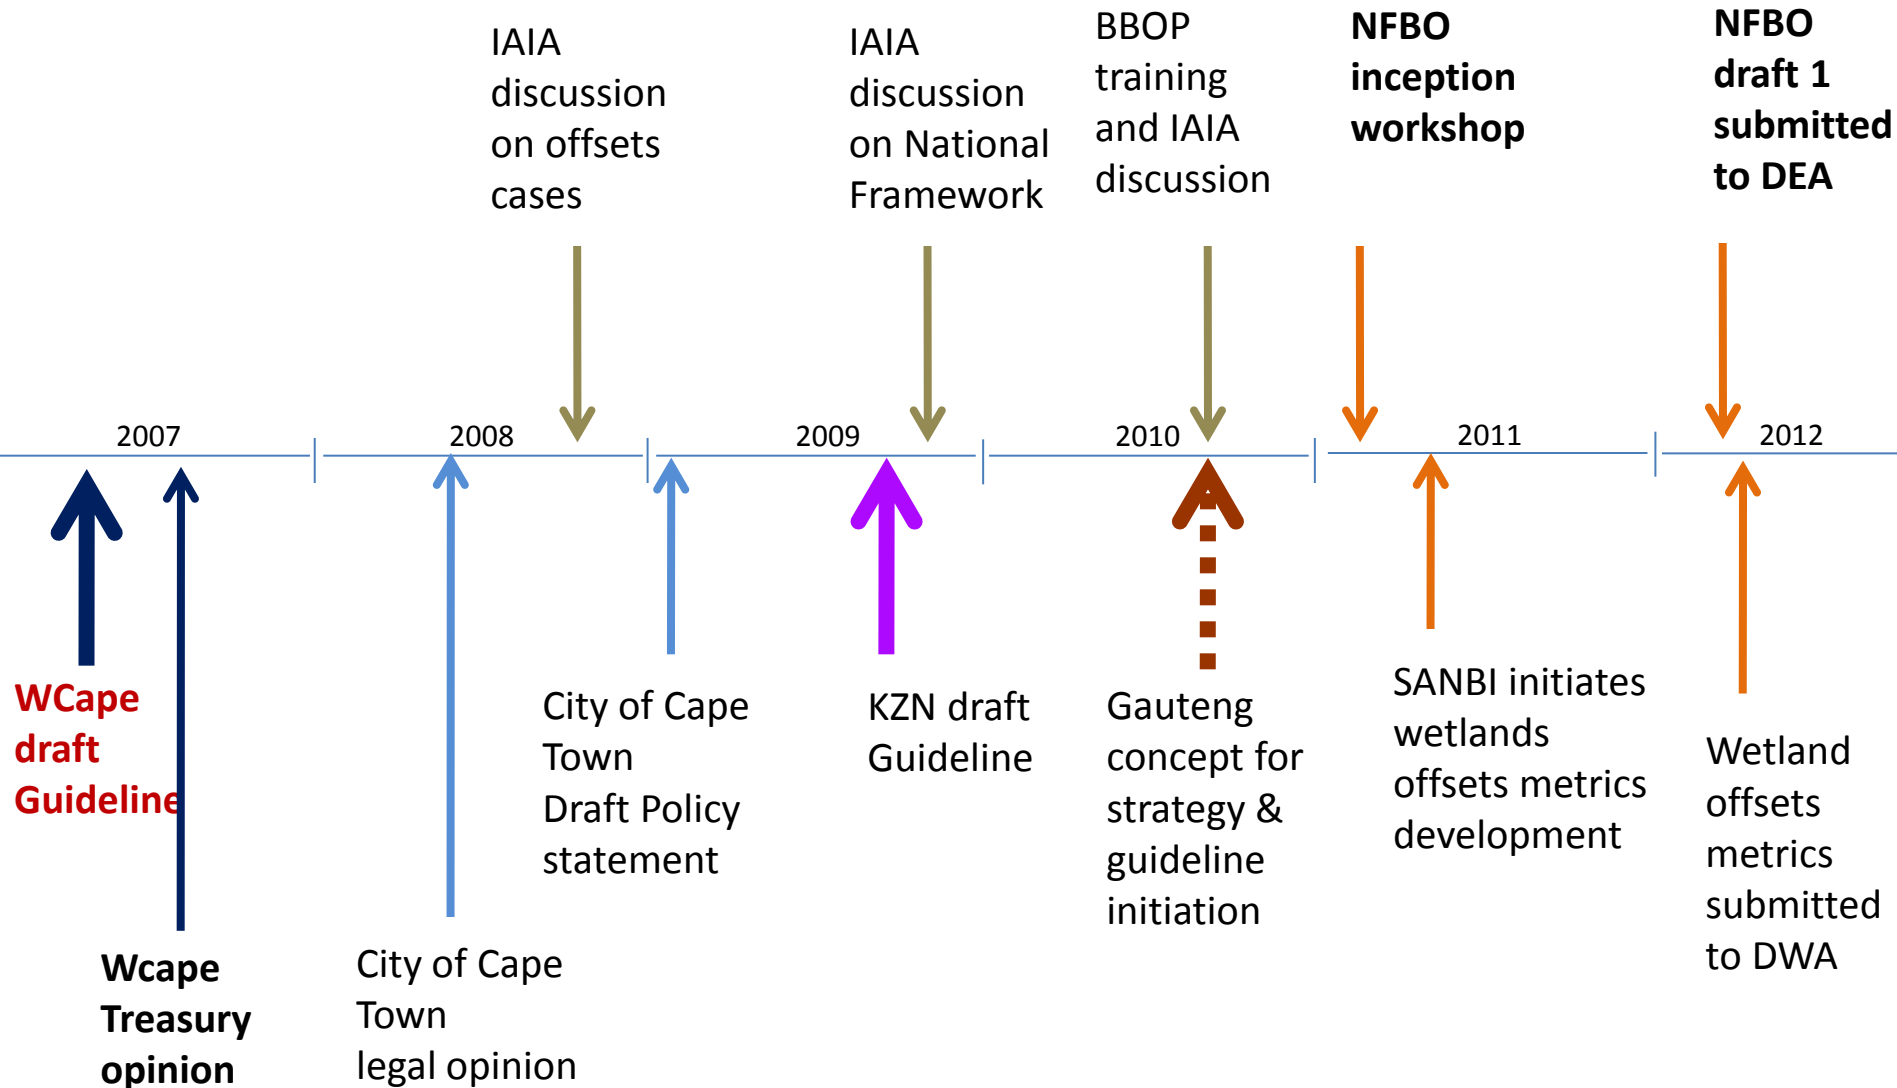 IAIA
discussion
on offsets
cases
IAIA
discussion
on National
Framework
BBOP
training
and IAIA
discussion
NFBO
inception
workshop
NFBO
draft 1
submitted
to DEA
2007
2008
2009
2010
2011
2012
WCape
draft
Guideline
Wcape
Treasury
opinion
City of Cape
Town
legal opinion
City of Cape
Town
Draft Policy
statement
KZN draft
Guideline
Gauteng
concept for
strategy &
guideline
initiation
SANBI initiates
wetlands
offsets metrics
development
Wetland
offsets
metrics
submitted
to DWA